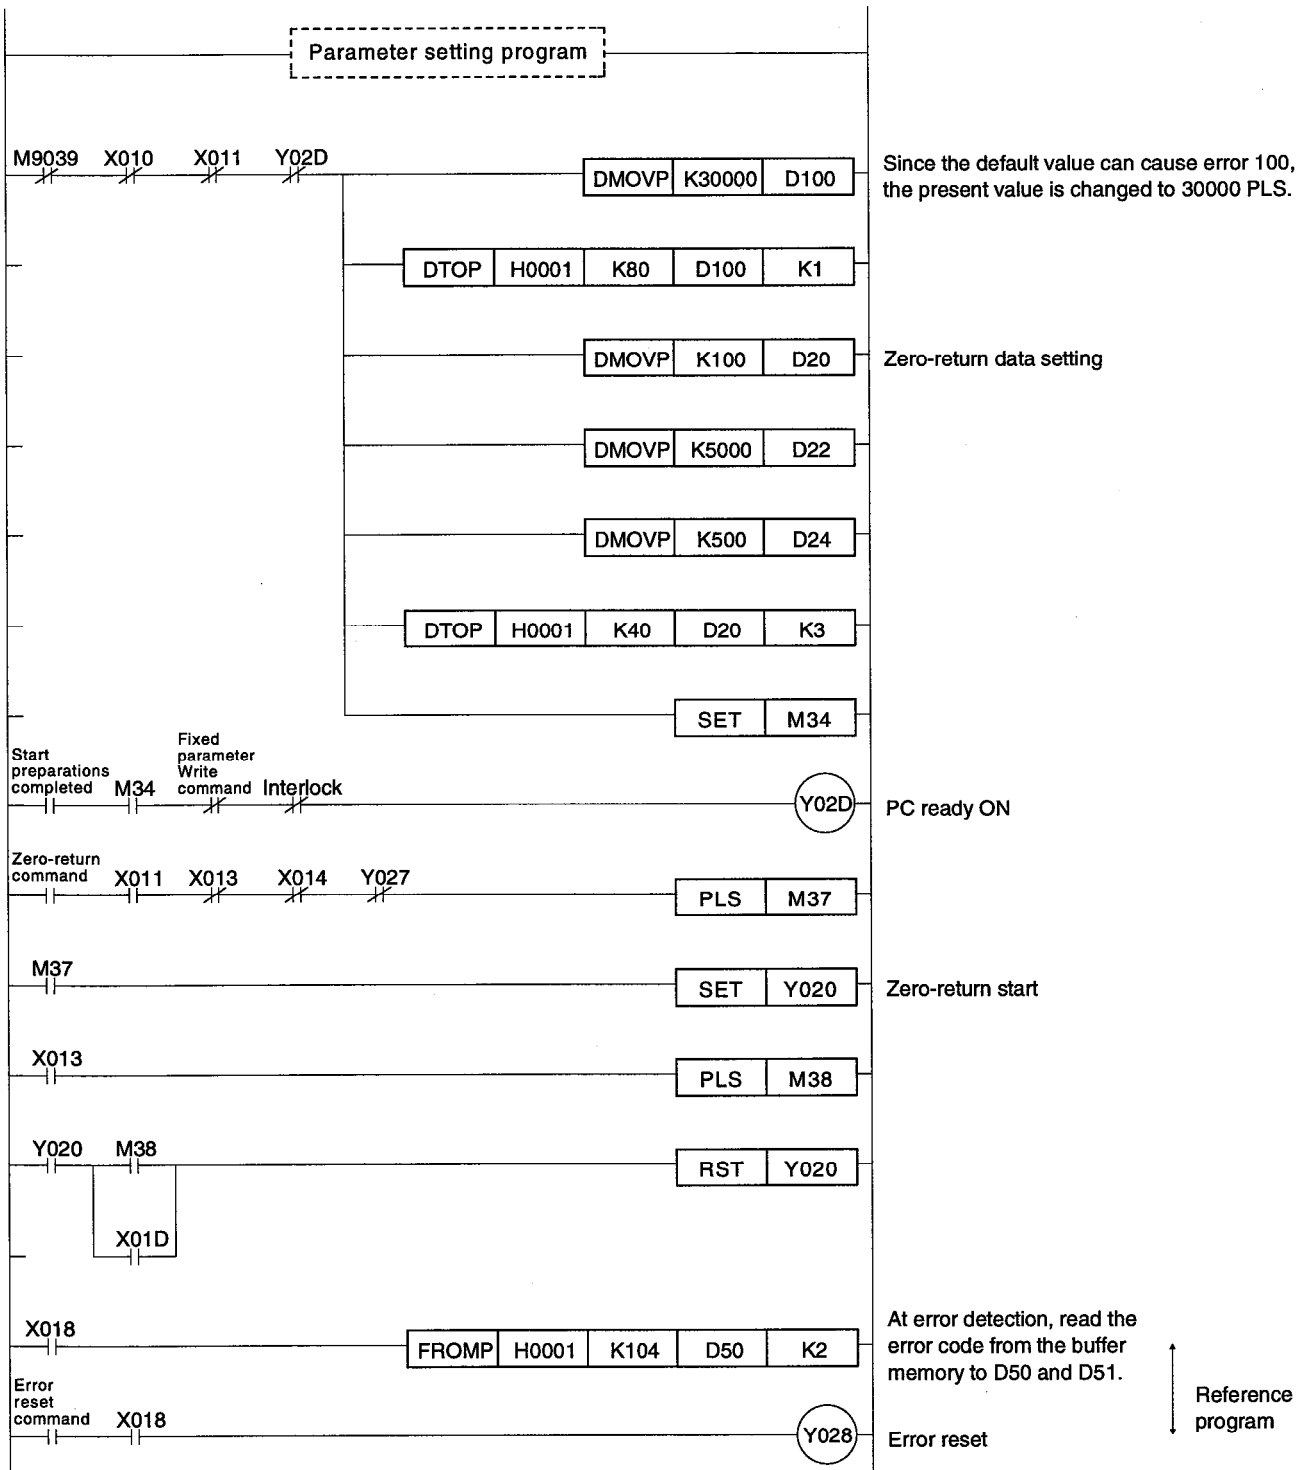 Parameter setting program
M9039 X010 X011 Y02D
DMOVP K30000 D100
Since the default value can cause error 100,
the present value is changed to 30000 PLS.
DTOP H0001 K80 D100 K1
DMOVP K100 D20
Zero-return data setting
DMOVP K5000 D22
DMOVP K500 D24
DTOP H0001 K40 D20 K3
SET M34
Start
preparations
completed
M34
Fixed
parameter
Write
command
Interlock
Y02D
PC ready ON
Zero-return
command
X011 X013 X014 Y027
PLS M37
M37
SET Y020
Zero-return start
X013
PLS M38
Y020 M38
RST Y020
X01D
X018
FROMP H0001 K104 D50 K2
At error detection, read the
error code from the buffer
memory to D50 and D51.
Reference
program
Error
reset
command
X018
Y028
Error reset